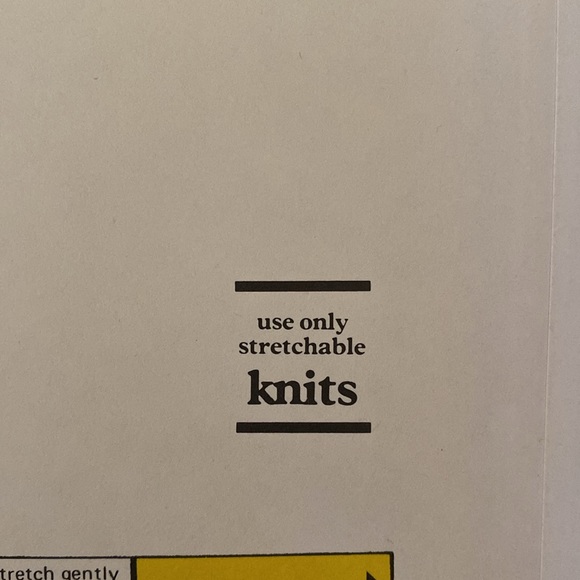 use only
stretchable
knits
tretch gently